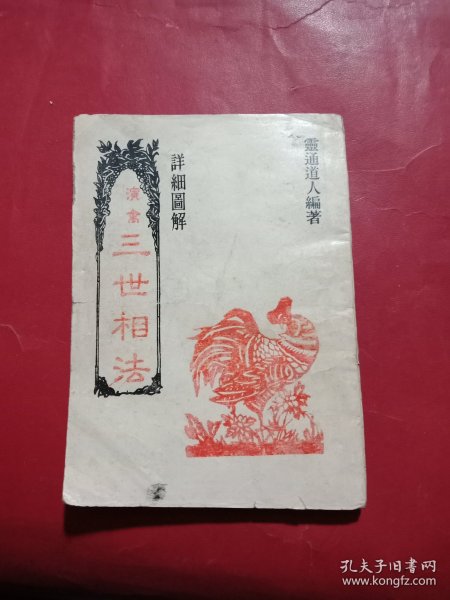 靈通道人編著
詳細圖解
演禽
三世相法
孔夫子旧书网
www.kongfz.com